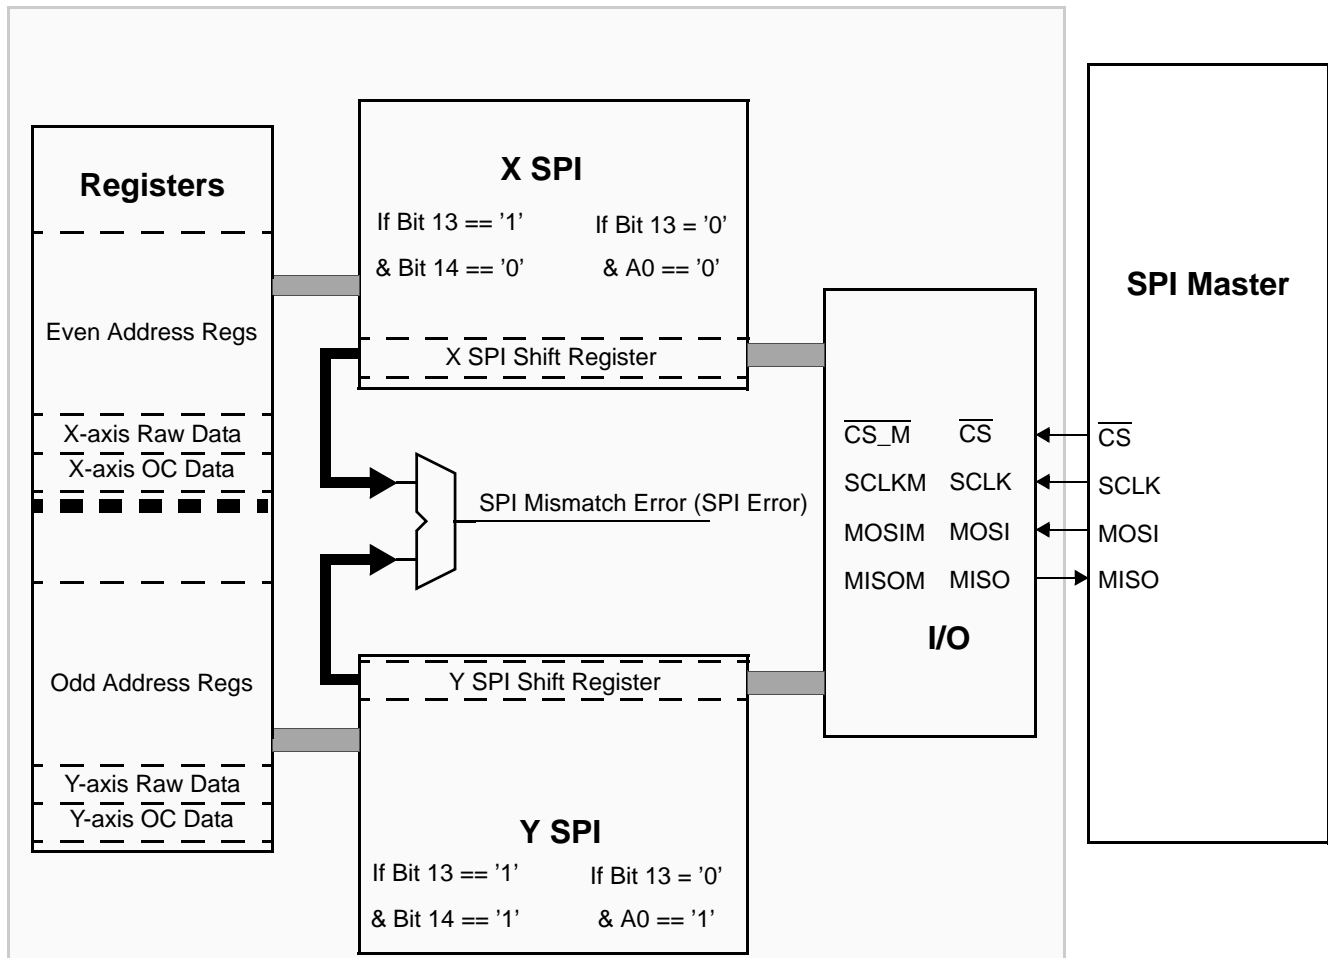 Registers
Even Address Regs
X-axis Raw Data
X-axis OC Data
Odd Address Regs
Y-axis Raw Data
Y-axis OC Data
X SPI
If Bit 13 == ’1’ If Bit 13 = ’0’
& Bit 14 == ’0’ & A0 == ’0’
X SPI Shift Register
SPI Mismatch Error (SPI Error)
Y SPI Shift Register
Y SPI
If Bit 13 == ’1’ If Bit 13 = ’0’
& Bit 14 == ’1’ & A0 == ’1’
CS_M CS
SCLKM SCLK
MOSIM MOSI
MISOM MISO
I/O
SPI Master
CS
SCLK
MOSI
MISO